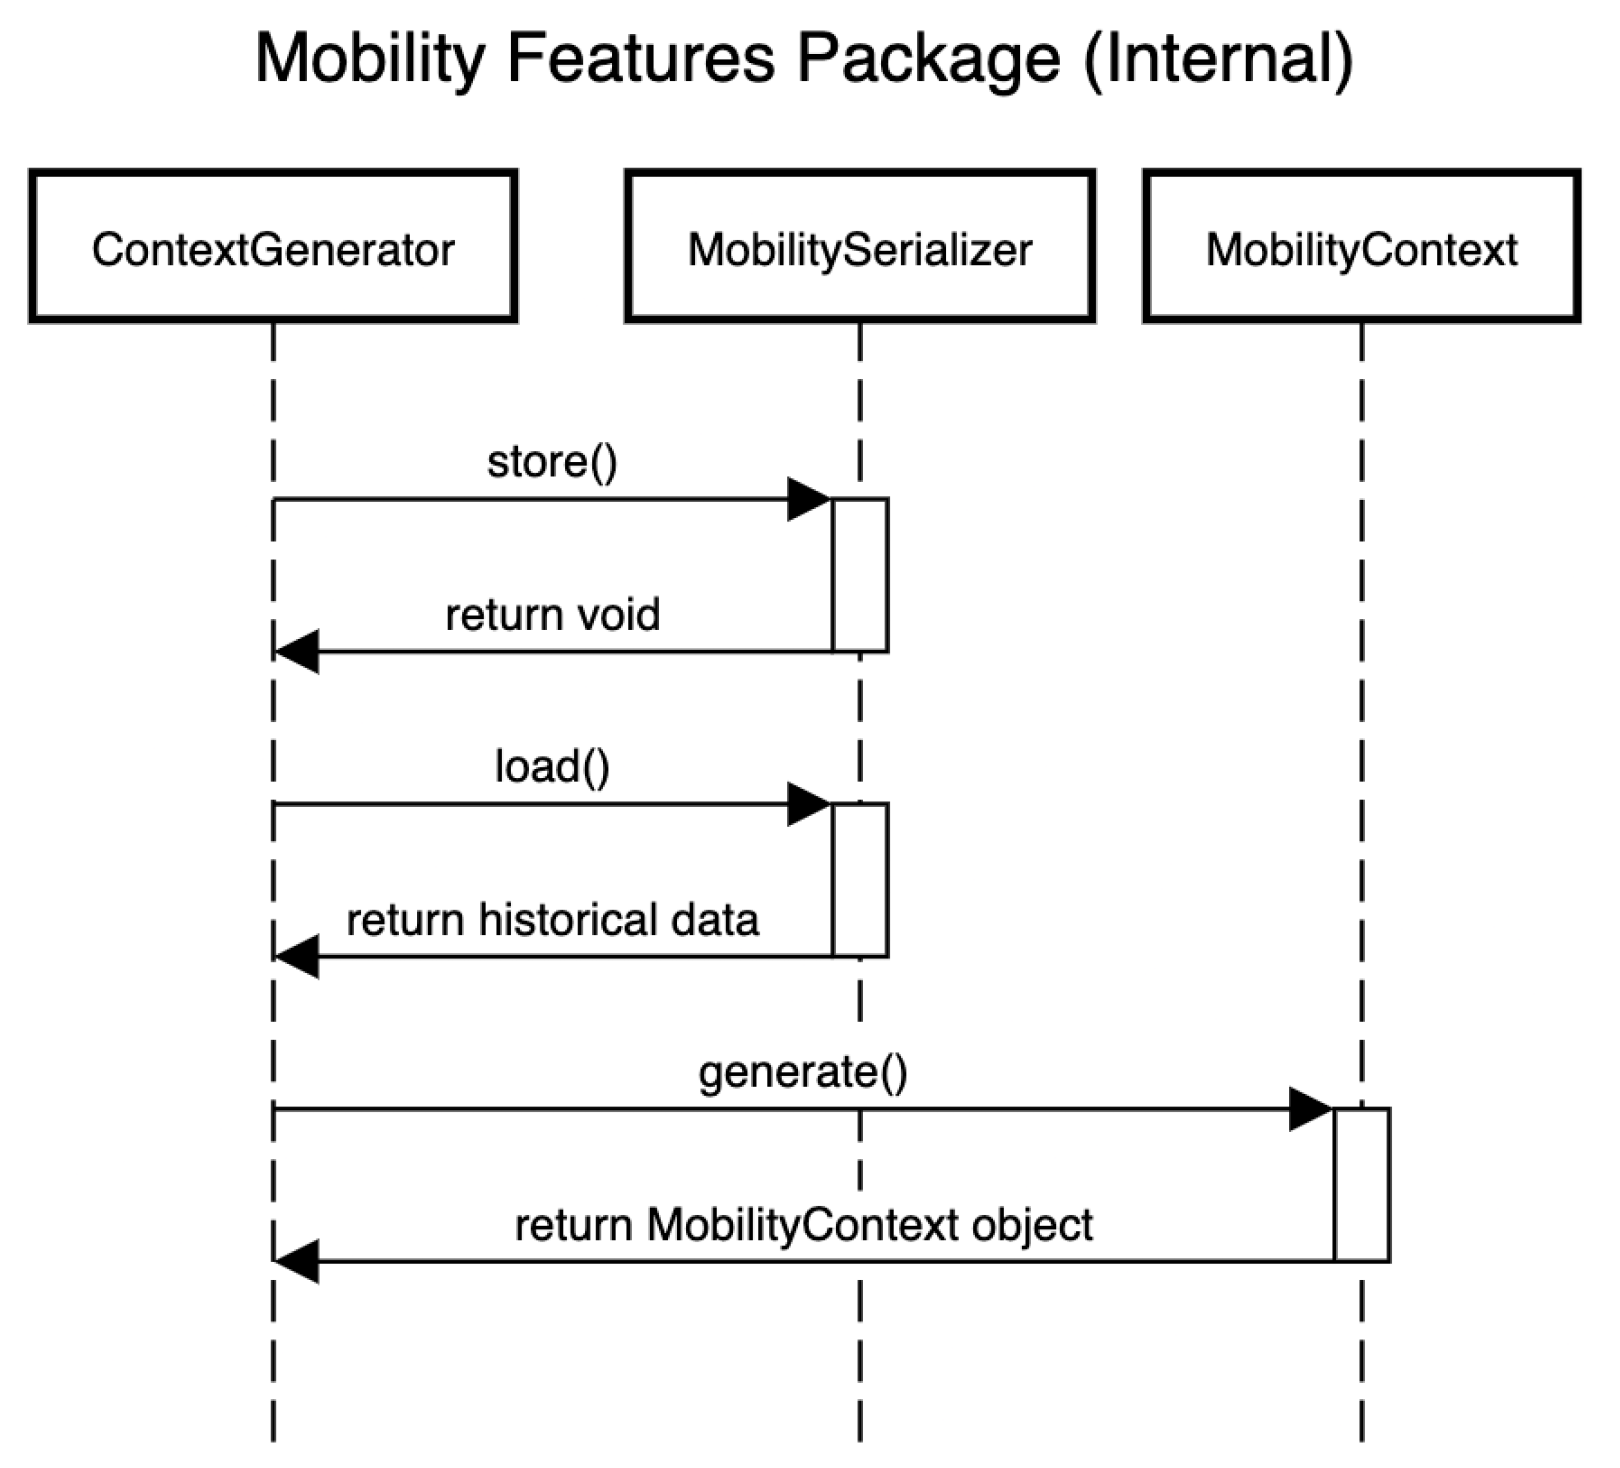 Mobility Features Package (Internal)
ContextGenerator
MobilitySerializer
MobilityContext
store()
return void
load()
return historical data
generate()
return MobilityContext object